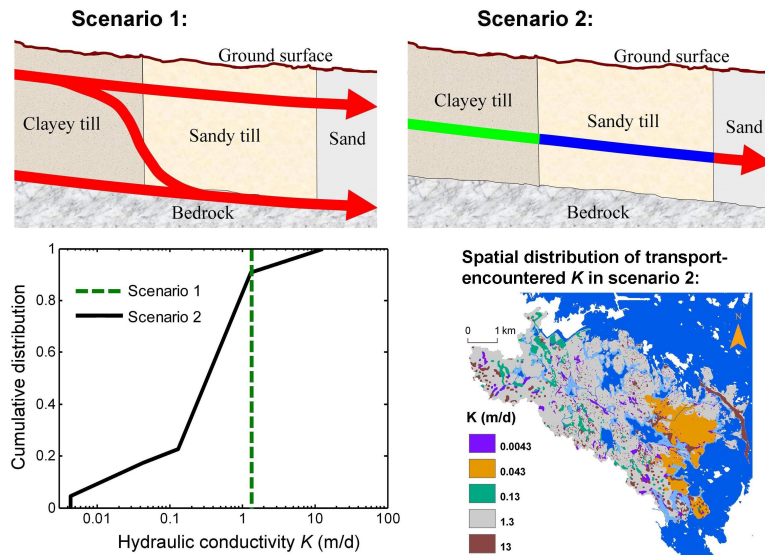 Scenario 1:
Ground surface
Clayey till
Sandy till
Sand
Bedrock
Scenario 2:
Ground surface
Clayey till
Sandy till
Sand
Bedrock
1
0.8
0.6
0.4
0.2
0
Cumulative distribution
Scenario 1
Scenario 2
0.01
0.1
1
10
100
Hydraulic conductivity K (m/d)
Spatial distribution of transport-
encountered K in scenario 2:
0 1 km
N
K (m/d)
0.0043
0.043
0.13
1.3
13